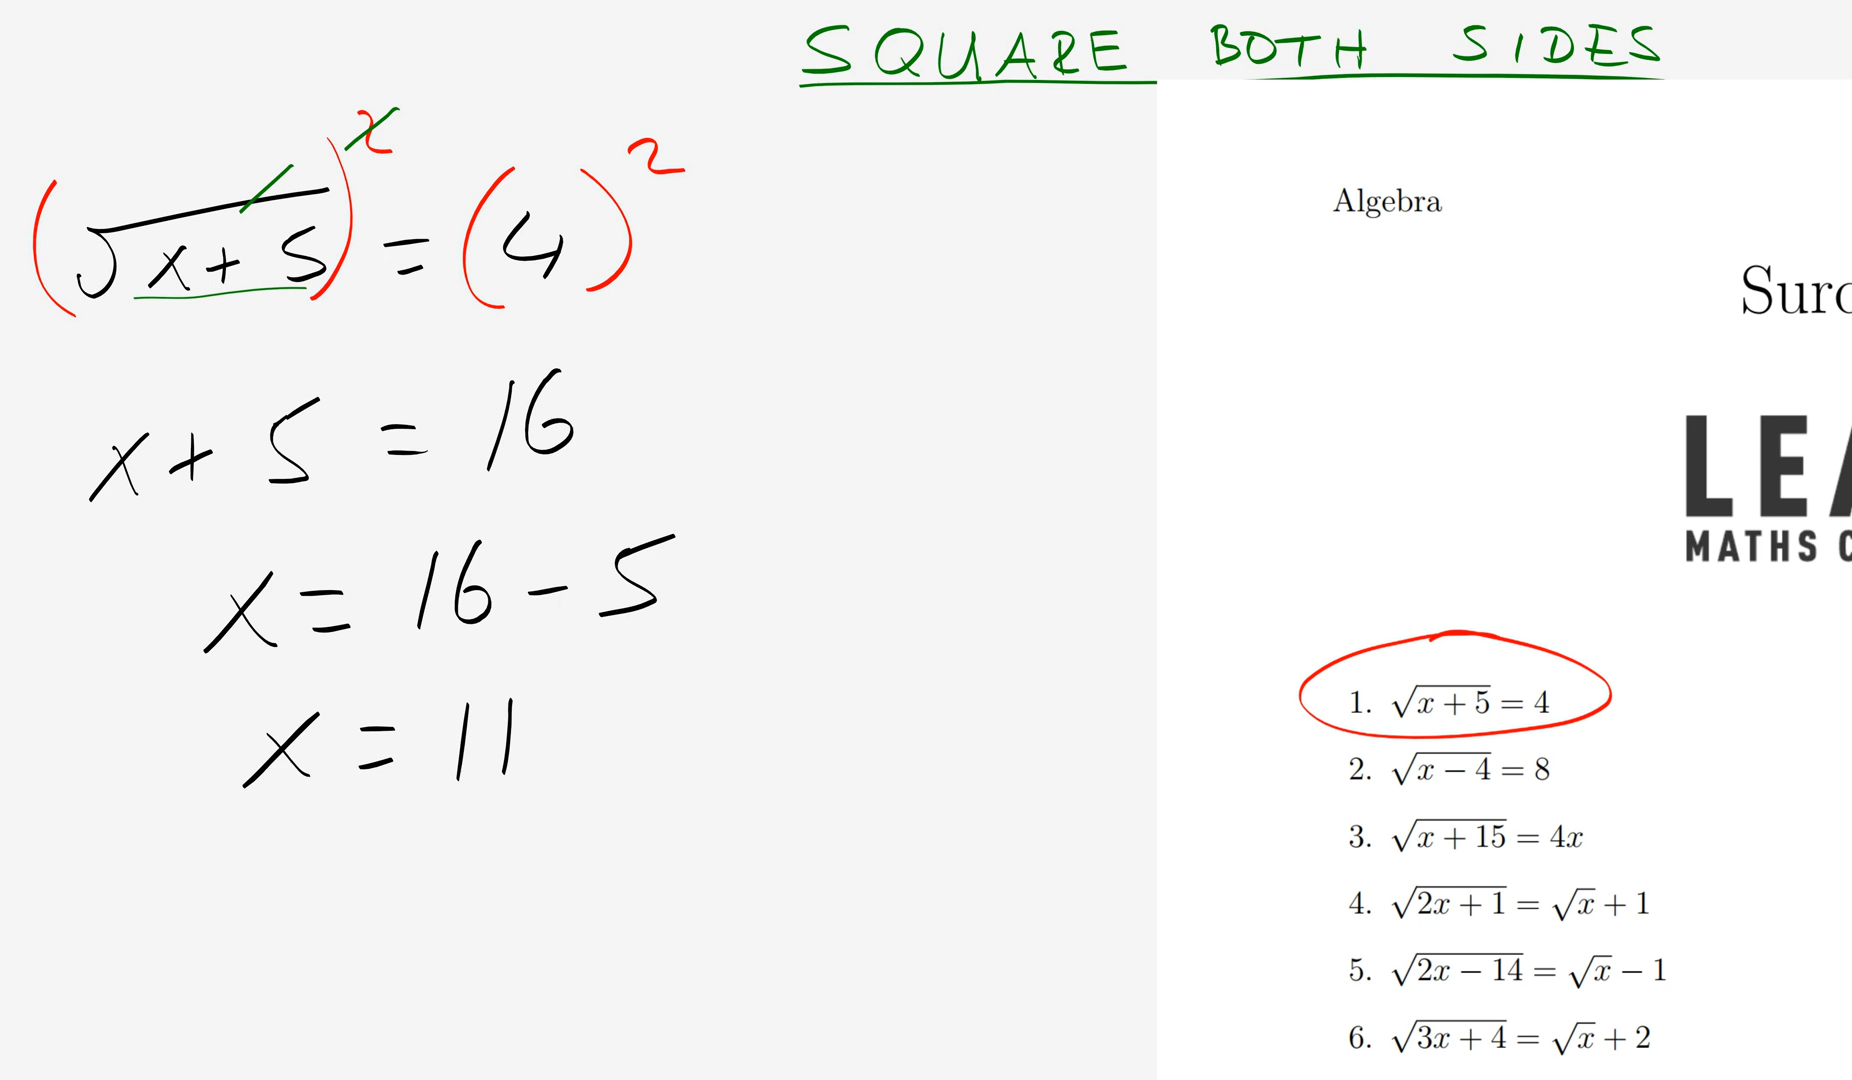 SQUARE BOTH SIDES
(√(x+5))² = (4)²
x + 5 = 16
x = 16 - 5
x = 11
Algebra
LEA
MATHS
1. √(x + 5) = 4
2. √(x − 4) = 8
3. √(x + 15) = 4x
4. √(2x + 1) = √x + 1
5. √(2x − 14) = √x − 1
6. √(3x + 4) = √x + 2